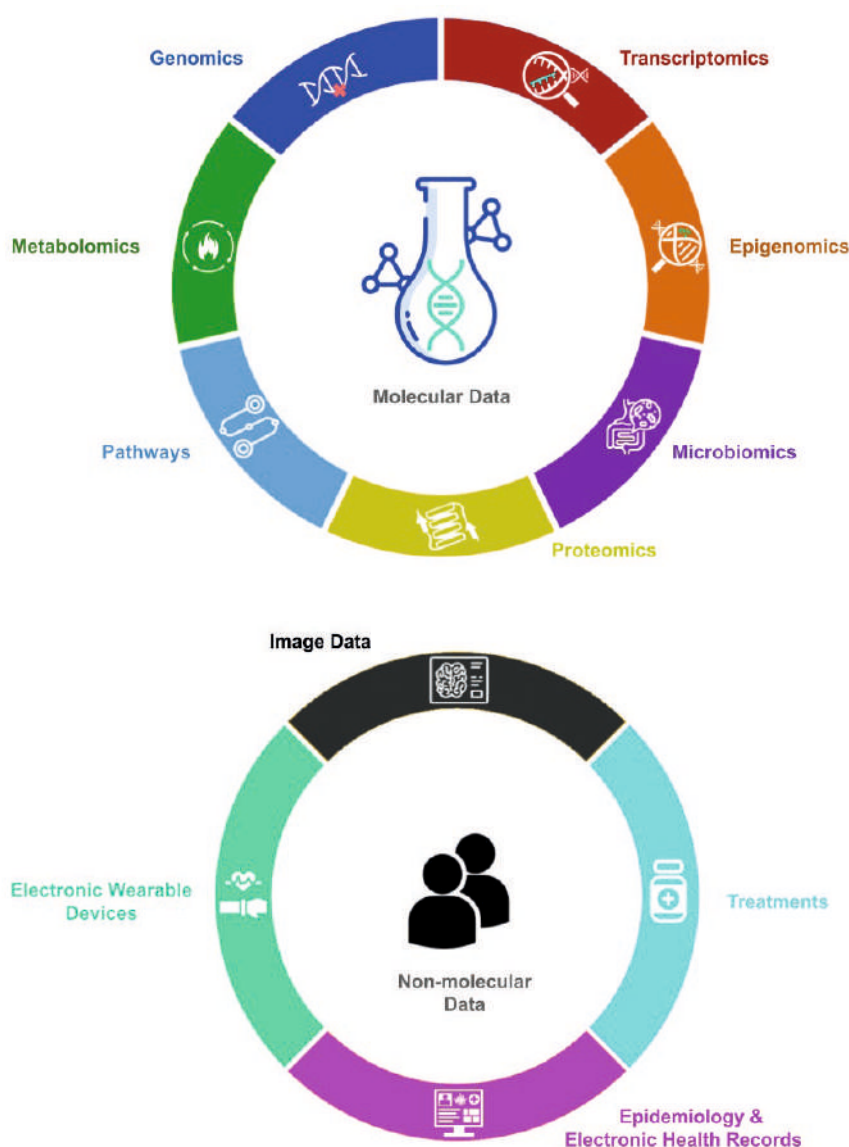 Genomics
Transcriptomics
Metabolomics
Epigenomics
Molecular Data
Pathways
Microbiomics
Proteomics
Image Data
Electronic Wearable
Devices
Treatments
Non-molecular
Data
Epidemiology &
Electronic Health Records